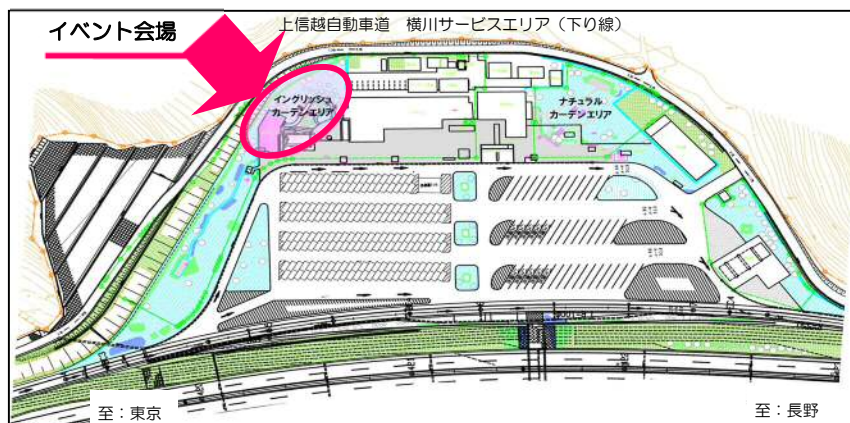 上信越自動車道　横川サービスエリア（下り線）
イベント会場
イングリッシュ
ガーデンエリア
ナチュラル
ガーデンエリア
至：東京
至：長野